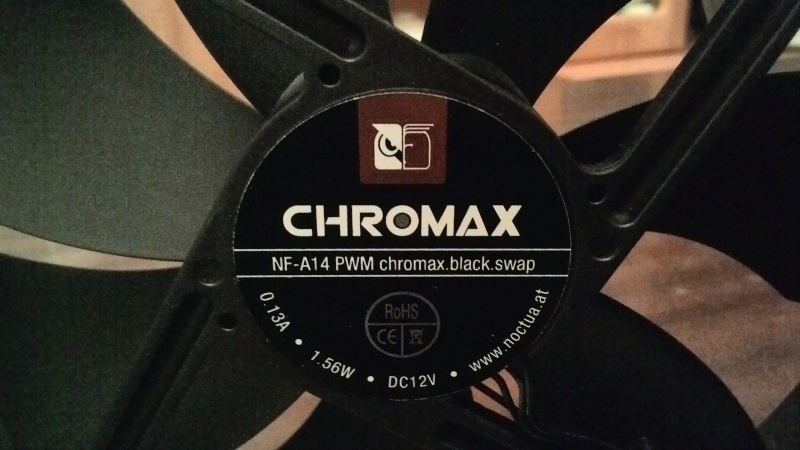 CHROMAX
NF-A14 PWM chromax.black.swap
RoHS
CE
0.13A • 1.56W • DC12V • www.noctua.at